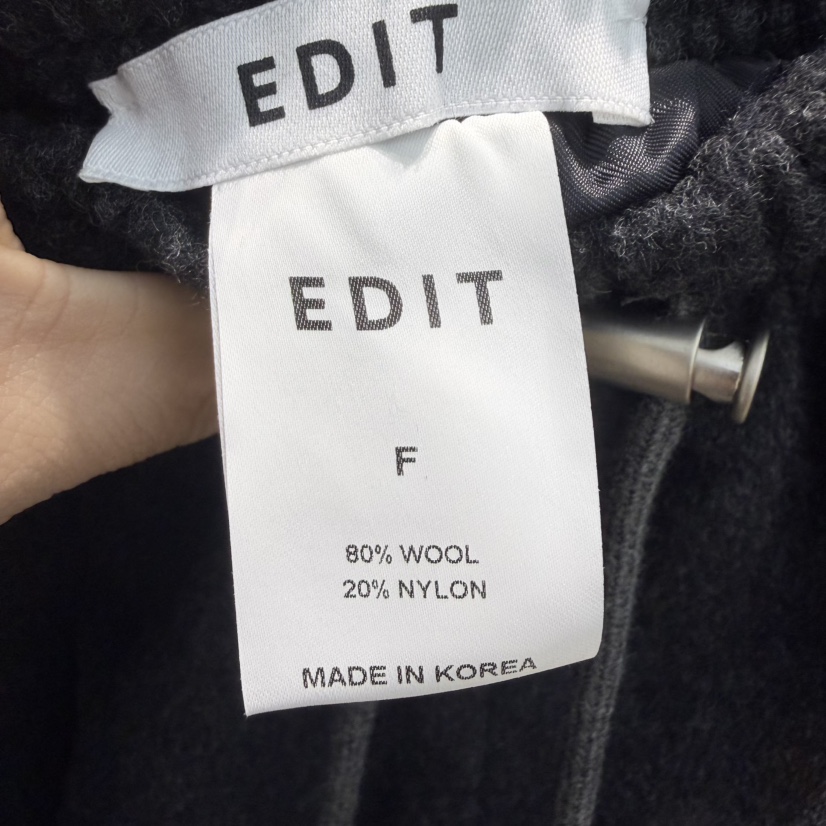 EDIT
EDIT
F
80% WOOL
20% NYLON
MADE IN KOREA